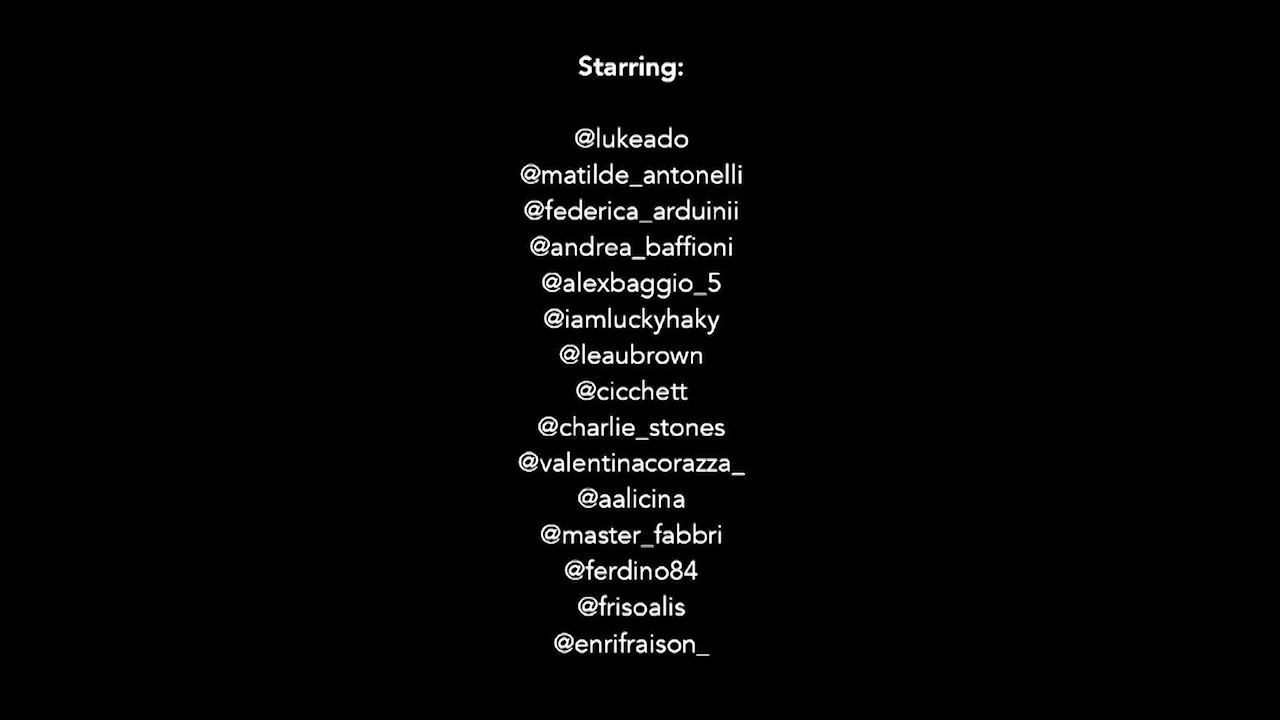 Starring:
@lukeado
@matilde_antonelli
@federica_arduinii
@andrea_baffioni
@alexbaggio_5
@iamluckyhaky
@leaubrown
@cicchett
@charlie_stones
@valentinacorazza_
@aalicina
@master_fabbri
@ferdino84
@frisoalis
@enrifraison_